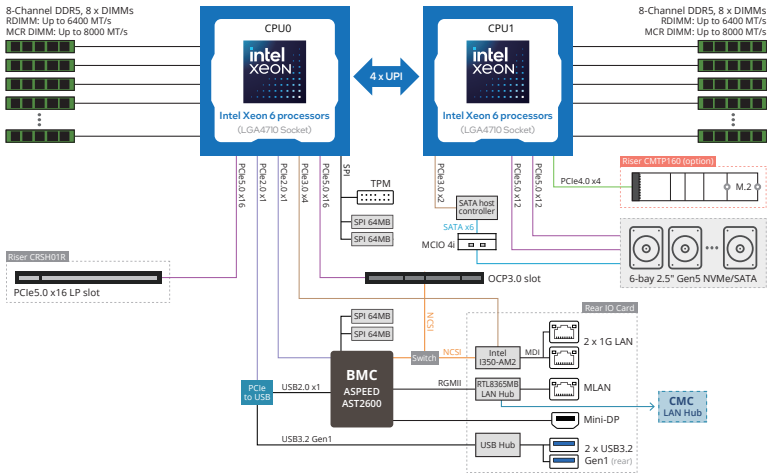 8-Channel DDR5, 8 x DIMMs
RDIMM: Up to 6400 MT/s
MCR DIMM: Up to 8000 MT/s
CPU0
intel
XEON
Intel Xeon 6 processors
(LGA4710 Socket)
4 x UPI
CPU1
intel
XEON
Intel Xeon 6 processors
(LGA4710 Socket)
8-Channel DDR5, 8 x DIMMs
RDIMM: Up to 6400 MT/s
MCR DIMM: Up to 8000 MT/s
PCIe5.0 x16
PCIe2.0 x1
PCIe2.0 x1
PCIe3.0 x4
PCIe5.0 x16
SPI
TPM
SPI 64MB
SPI 64MB
PCIe3.0 x2
PCIe5.0 x12
PCIe5.0 x12
PCIe4.0 x4
Riser CMTP160 (option)
M.2
SATA host
controller
SATA x6
MCIO 4i
6-bay 2.5" Gen5 NVMe/SATA
Riser CRSH01R
PCIe5.0 x16 LP slot
OCP3.0 slot
NCSI
Rear IO Card
SPI 64MB
SPI 64MB
BMC
ASPEED
AST2600
Switch
NCSI
Intel
I350-AM2
MDI
2 x 1G LAN
PCIe
to USB
USB2.0 x1
RGMII
RTL8365MB
LAN Hub
MLAN
CMC
LAN Hub
Mini-DP
USB3.2 Gen1
USB Hub
2 x USB3.2
Gen1 (rear)